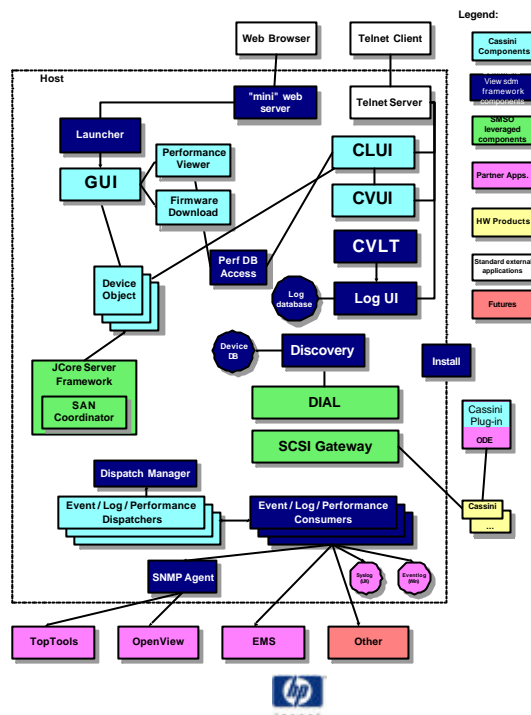 Legend:
Web Browser
Telnet Client
Cassini
Components
Host
View sdm
framework
components
"mini" web
server
Telnet Server
Launcher
SMSO
leveraged
components
Performance
Viewer
CLUI
GUI
Partner Apps.
Firmware
Download
CVUI
HW Products
CVLT
Perf DB
Access
Standard external
applications
Device
Object
Log
database
Log UI
Futures
Device
DB
Discovery
Install
JCore Server
Framework
SAN
Coordinator
DIAL
Cassini
Plug-in
ODE
SCSI Gateway
Dispatch Manager
Event / Log / Performance
Dispatchers
Event / Log / Performance
Consumers
Cassini
...
SNMP Agent
Syslog
(UX)
Eventlog
(Win)
TopTools
OpenView
EMS
Other
hp